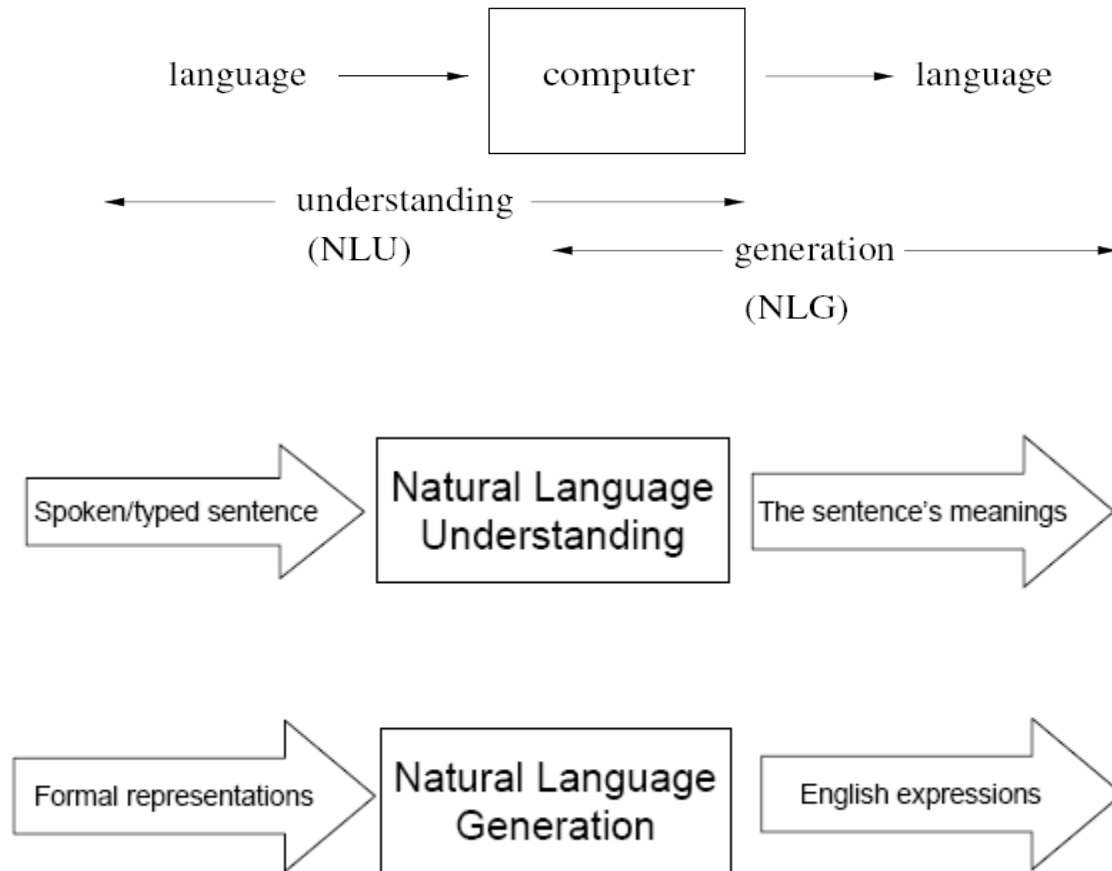 language
computer
language
understanding
(NLU)
generation
(NLG)
Spoken/typed sentence
Natural Language
Understanding
The sentence’s meanings
Formal representations
Natural Language
Generation
English expressions